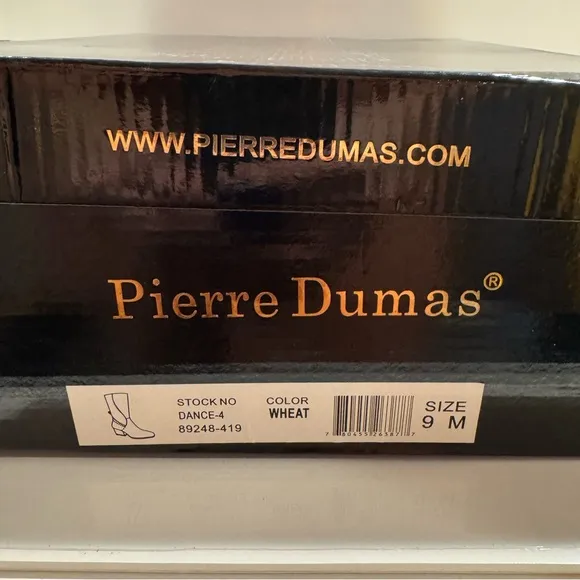 WWW.PIERREDUMAS.COM
Pierre Dumas®
STOCK NO
DANCE-4
89248-419
COLOR
WHEAT
SIZE
9 M